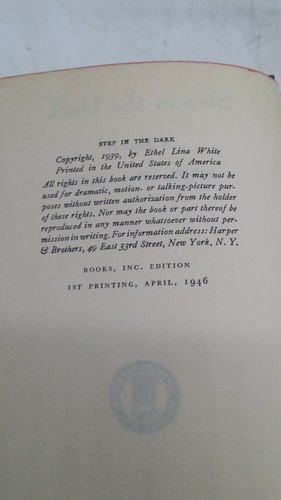 STEP IN THE DARK
Copyright, 1939, by Ethel Lina White
Printed in the United States of America
All rights in this book are reserved. It may not be
used for dramatic, motion- or talking-picture pur-
poses without written authorization from the holder
of these rights. Nor may the book or part thereof be
reproduced in any manner whatsoever without per-
mission in writing. For information address: Harper
& Brothers, 49 East 33rd Street, New York, N. Y.
BOOKS, INC. EDITION
1ST PRINTING, APRIL, 1946